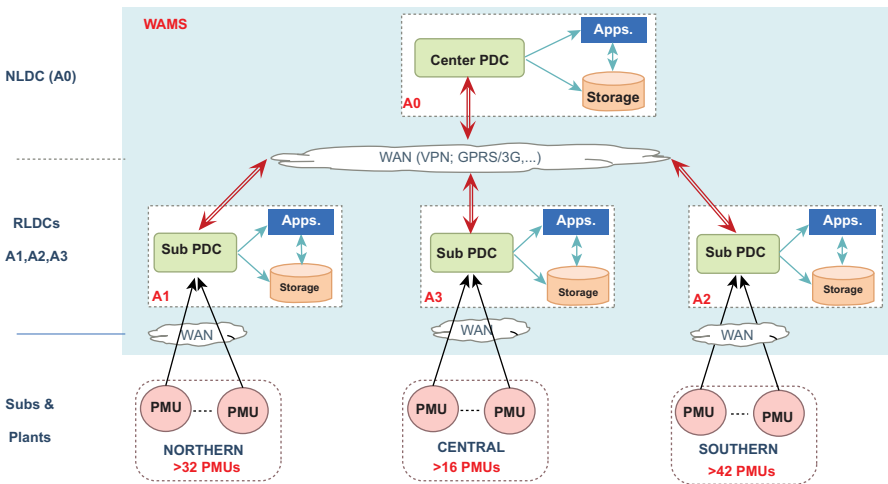 WAMS
NLDC (A0)
Center PDC
Apps.
Storage
A0
WAN (VPN; GPRS/3G,...)
RLDCs
A1,A2,A3
Sub PDC
Apps.
Storage
A1
Sub PDC
Apps.
Storage
A3
Sub PDC
Apps.
Storage
A2
WAN
WAN
WAN
Subs &
Plants
PMU
PMU
NORTHERN
>32 PMUs
PMU
PMU
CENTRAL
>16 PMUs
PMU
PMU
SOUTHERN
>42 PMUs